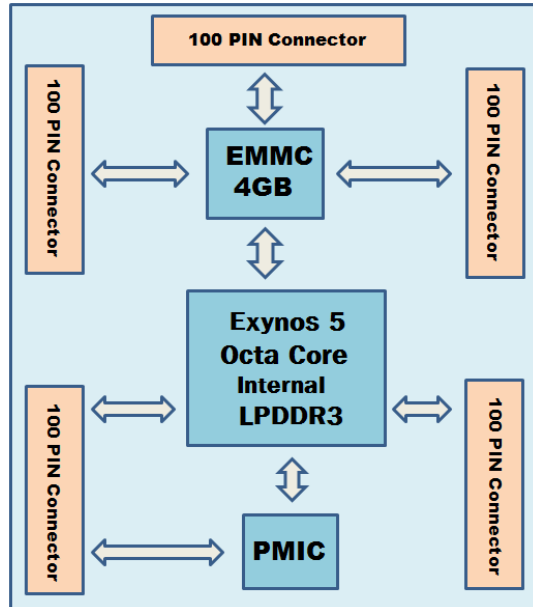 100 PIN Connector
100 PIN Connector
100 PIN Connector
EMMC
4GB
Exynos 5
Octa Core
Internal
LPDDR3
100 PIN Connector
100 PIN Connector
PMIC